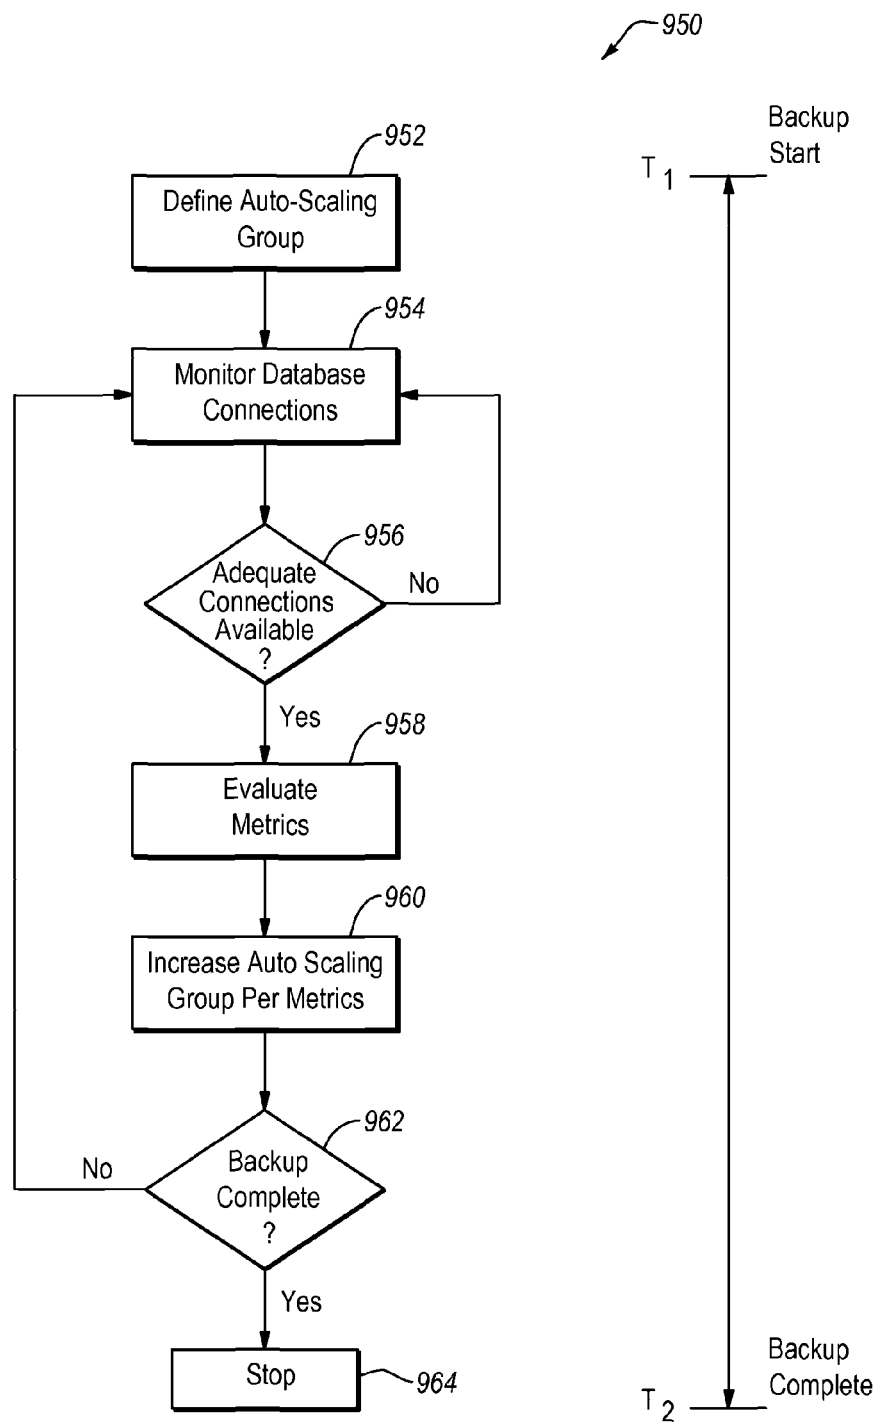 950
Backup
Start
T1
952
Define Auto-Scaling
Group
954
Monitor Database
Connections
956
Adequate
Connections
Available
?
No
Yes
958
Evaluate
Metrics
960
Increase Auto Scaling
Group Per Metrics
962
Backup
Complete
?
No
Yes
Stop
964
Backup
Complete
T2